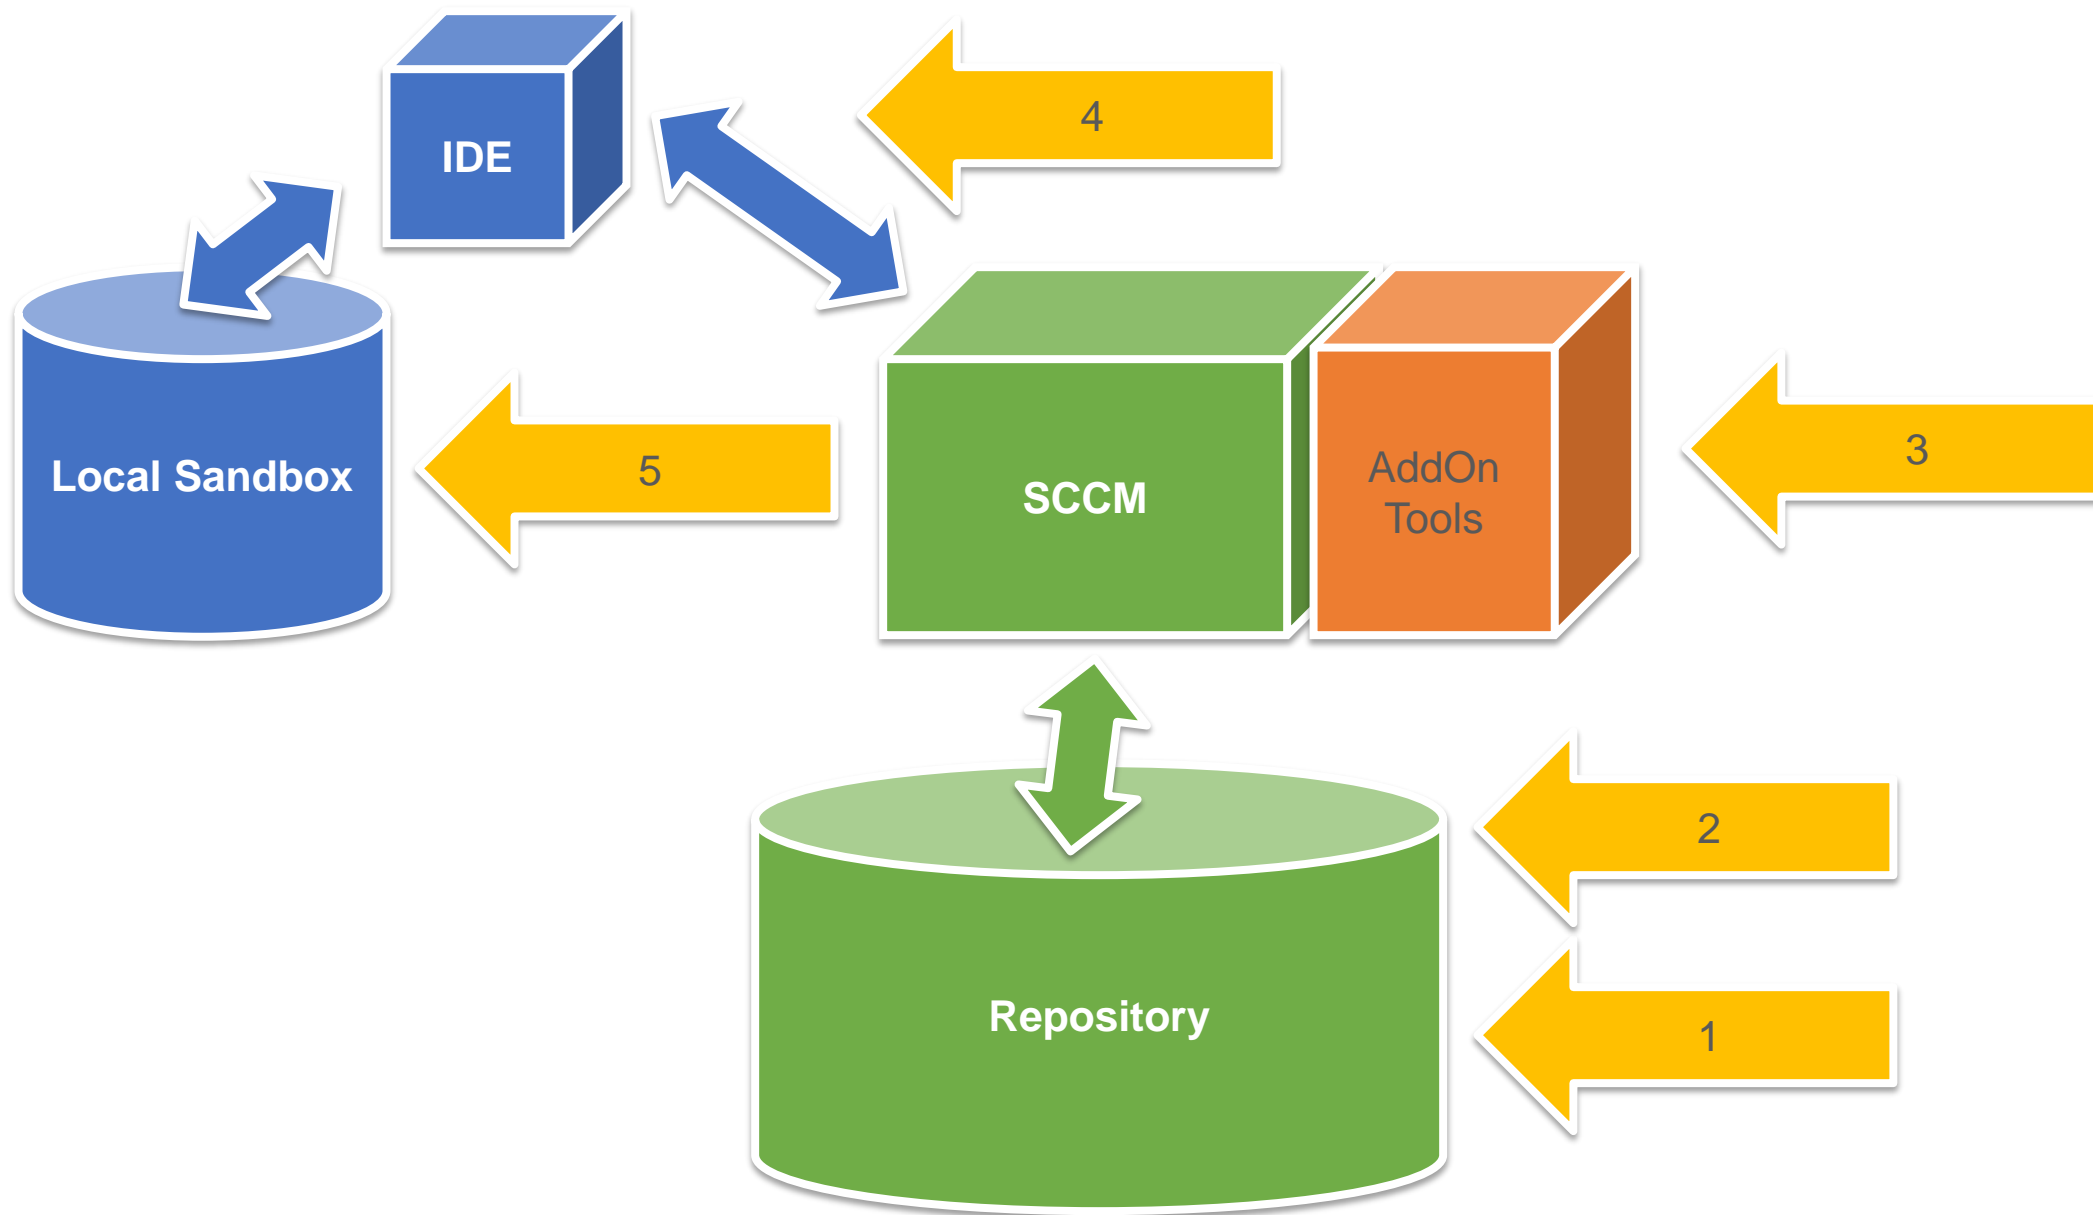 IDE
4
Local Sandbox
5
SCCM
AddOn
Tools
3
2
Repository
1